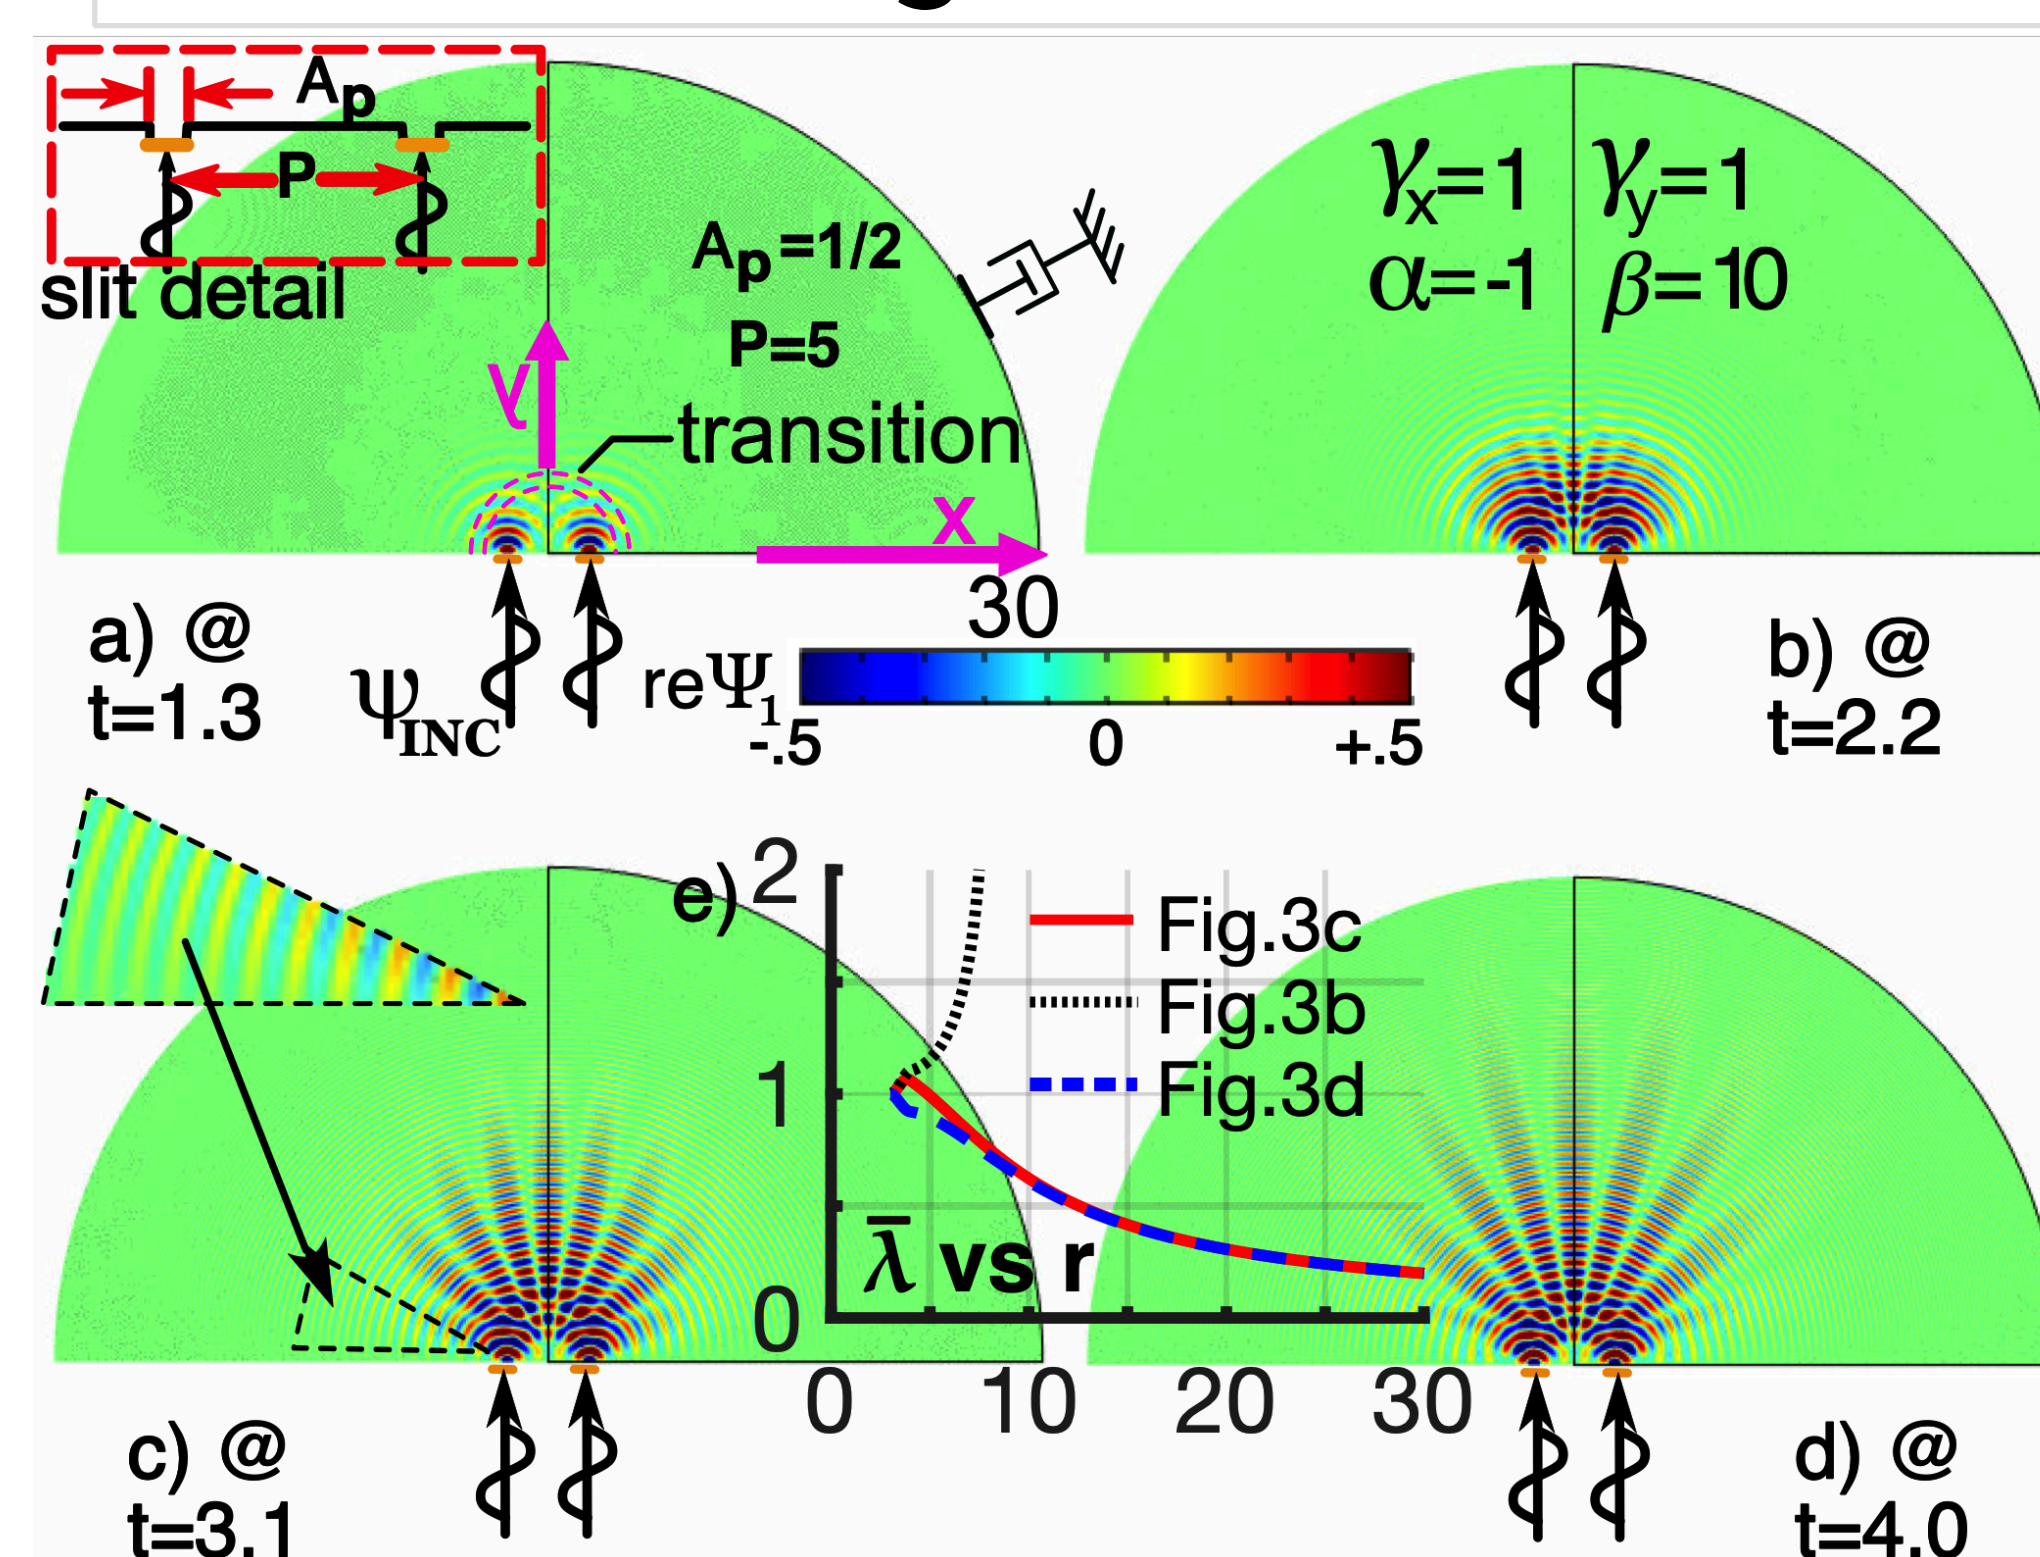 Ap
P
slit detail
Ap=1/2
P=5
y
transition
x
30
a) @
t=1.3
ψINC
reΨ1
-.5 0 +.5
γx=1 γy=1
α=-1 β=10
b) @
t=2.2
e)
2
1
0
Fig.3c
Fig.3b
Fig.3d
λ̄ vs r
0 10 20 30
c) @
t=3.1
d) @
t=4.0